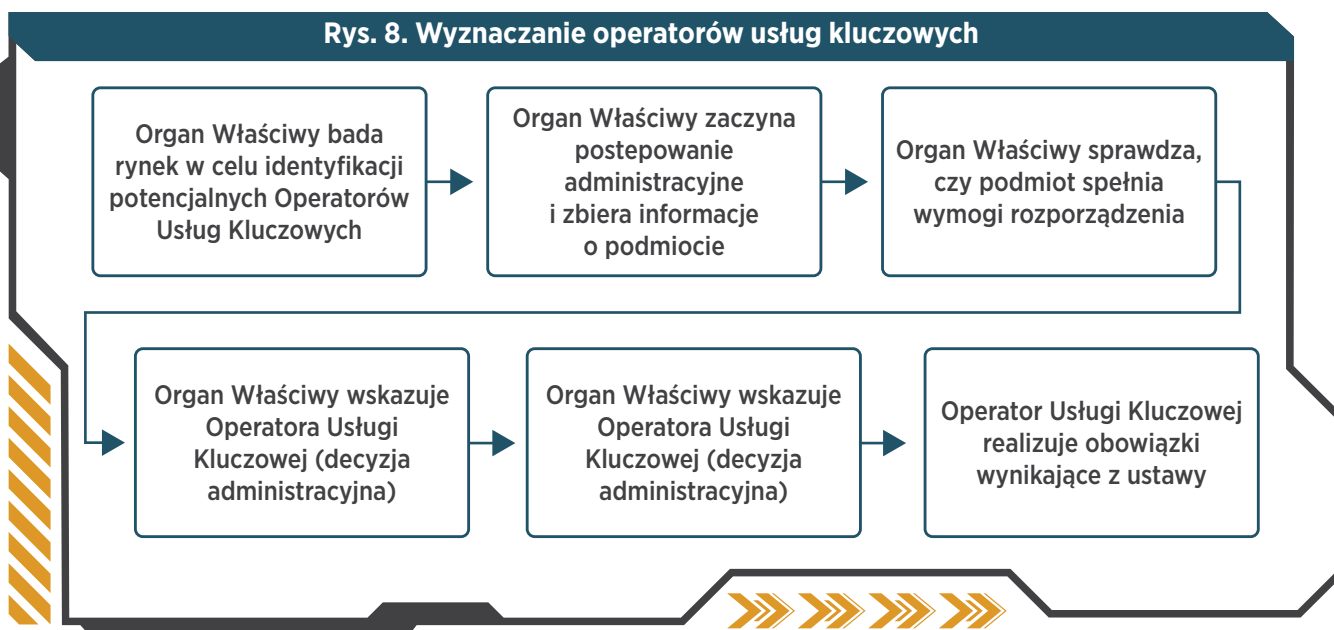 Rys. 8. Wyznaczanie operatorów usług kluczowych
Organ Właściwy bada
rynek w celu identyfikacji
potencjalnych Operatorów
Usług Kluczowych
Organ Właściwy zaczyna
postepowanie
administracyjne
i zbiera informacje
o podmiocie
Organ Właściwy sprawdza,
czy podmiot spełnia
wymogi rozporządzenia
Organ Właściwy wskazuje
Operatora Usługi
Kluczowej (decyzja
administracyjna)
Organ Właściwy wskazuje
Operatora Usługi
Kluczowej (decyzja
administracyjna)
Operator Usługi Kluczowej
realizuje obowiązki
wynikające z ustawy